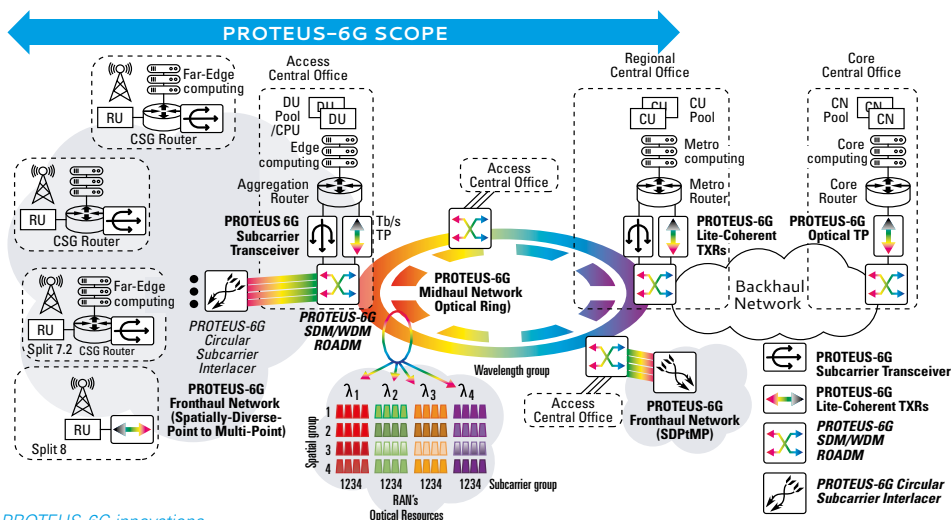 PROTEUS-6G SCOPE
Far-Edge
computing
RU
CSG Router
RU
CSG Router
Far-Edge
computing
RU
Split 7.2
CSG Router
RU
Split 8
Access
Central Office
DU
Pool
/CPU
DU
DU
Edge
computing
Aggregation
Router
PROTEUS 6G
Subcarrier
Transceiver
Tb/s
TP
PROTEUS-6G
Circular
Subcarrier
Interlacer
PROTEUS-6G
SDM/WDM
ROADM
PROTEUS-6G
Fronthaul Network
(Spatially-Diverse-
Point to Multi-Point)
Access
Central Office
PROTEUS-6G
Midhaul Network
Optical Ring)
Wavelength group
λ1 λ2 λ3 λ4
Spatial group
1
2
3
4
1234 1234 1234 1234
Subcarrier group
RAN's
Optical Resources
Access
Central Office
PROTEUS-6G
Fronthaul Network
(SDPtMP)
Regional
Central Office
CU
CU
CU
Pool
Metro
computing
Metro
Router
PROTEUS-6G
Lite-Coherent
TXRs
Core
Central Office
CN
Pool
CN
CN
Core
computing
Core
Router
PROTEUS-6G
Optical TP
Backhaul
Network
PROTEUS-6G
Subcarrier Transceiver
PROTEUS-6G
Lite-Coherent TXRs
PROTEUS-6G
SDM/WDM
ROADM
PROTEUS-6G Circular
Subcarrier Interlacer
PROTEUS-6G innovations